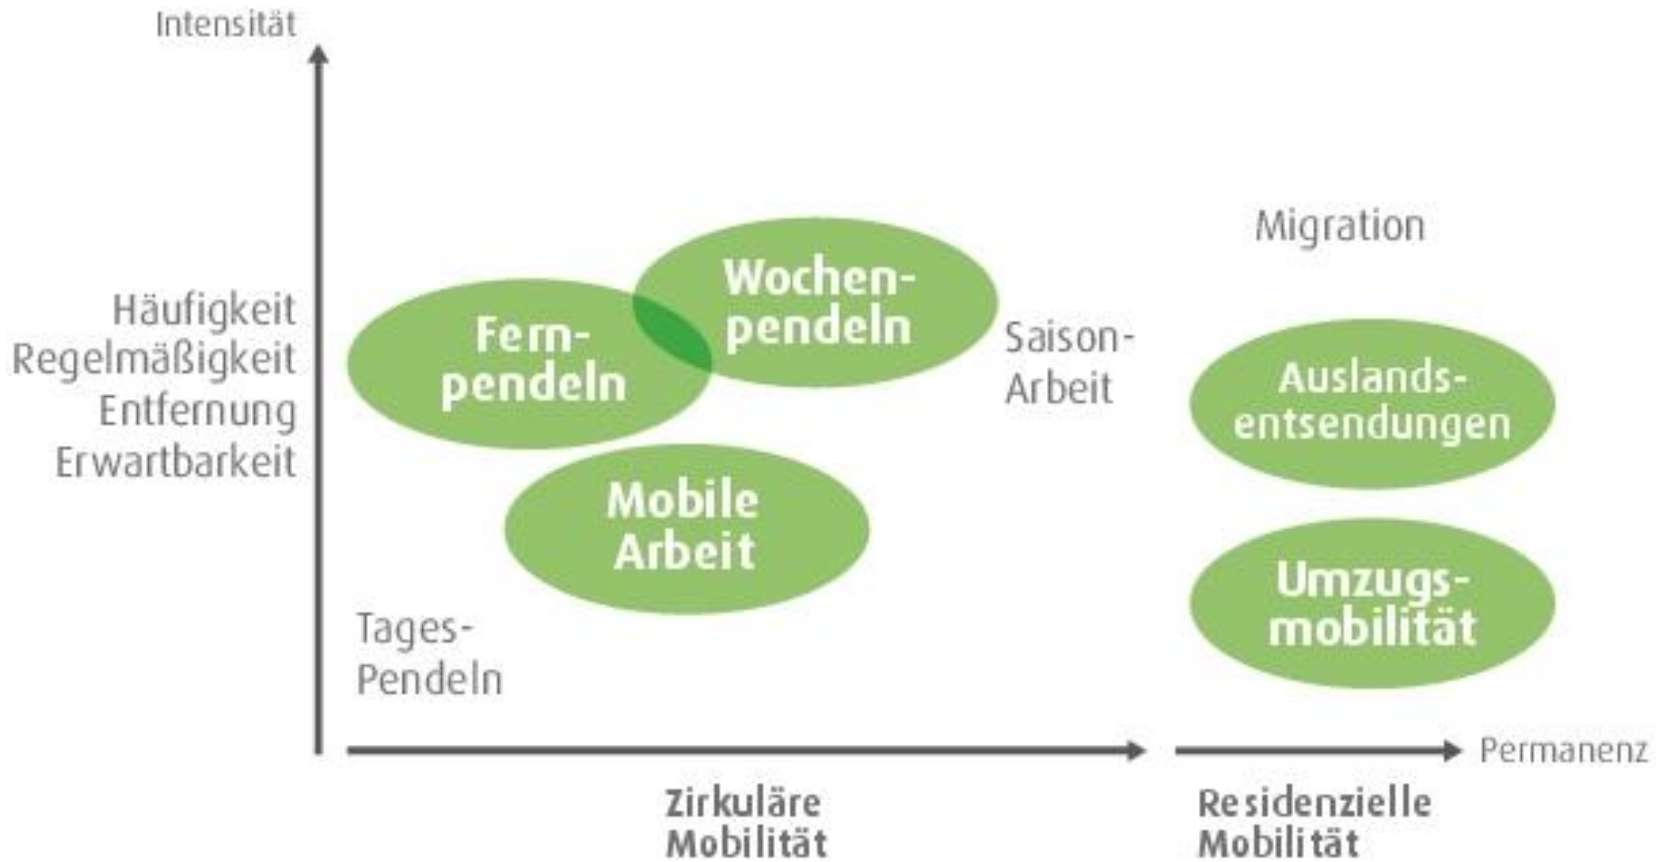 Intensität
Häufigkeit
Regelmäßigkeit
Entfernung
Erwartbarkeit
Fern-
pendeln
Wochen-
pendeln
Mobile
Arbeit
Tages-
Pendeln
Saison-
Arbeit
Migration
Auslands-
entsendungen
Umzugs-
mobilität
Permanenz
Zirkuläre
Mobilität
Residenzielle
Mobilität